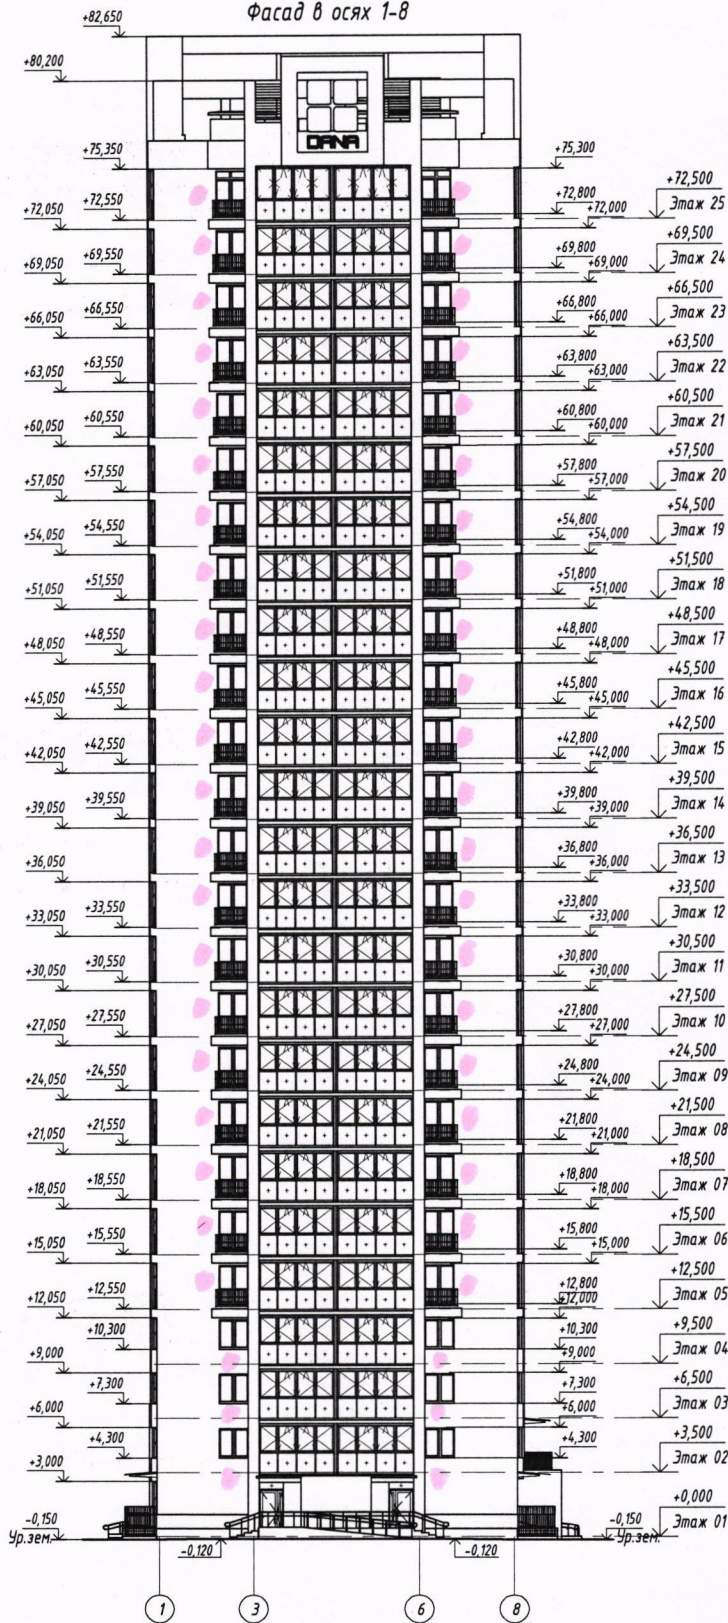 Фасад в осях 1-8
+82,650
+80,200
DANA
+75,350 +75,300
+72,050 +72,550 +72,800 +72,000 +72,500
Этаж 25
+69,050 +69,550 +69,800 +69,000 +69,500
Этаж 24
+66,050 +66,550 +66,800 +66,000 +66,500
Этаж 23
+63,050 +63,550 +63,800 +63,000 +63,500
Этаж 22
+60,050 +60,550 +60,800 +60,000 +60,500
Этаж 21
+57,050 +57,550 +57,800 +57,000 +57,500
Этаж 20
+54,050 +54,550 +54,800 +54,000 +54,500
Этаж 19
+51,050 +51,550 +51,800 +51,000 +51,500
Этаж 18
+48,050 +48,550 +48,800 +48,000 +48,500
Этаж 17
+45,050 +45,550 +45,800 +45,000 +45,500
Этаж 16
+42,050 +42,550 +42,800 +42,000 +42,500
Этаж 15
+39,050 +39,550 +39,800 +39,000 +39,500
Этаж 14
+36,050 +36,800 +36,000 +36,500
Этаж 13
+33,050 +33,550 +33,800 +33,000 +33,500
Этаж 12
+30,050 +30,550 +30,800 +30,000 +30,500
Этаж 11
+27,050 +27,550 +27,800 +27,000 +27,500
Этаж 10
+24,050 +24,550 +24,800 +24,000 +24,500
Этаж 09
+21,050 +21,550 +21,800 +21,000 +21,500
Этаж 08
+18,050 +18,550 +18,800 +18,000 +18,500
Этаж 07
+15,050 +15,550 +15,800 +15,000 +15,500
Этаж 06
+12,050 +12,550 +12,800 +12,000 +12,500
Этаж 05
+10,300 +10,300 +9,500
+9,000 +9,000 Этаж 04
+7,300 +7,300 +6,500
+6,000 +6,000 Этаж 03
+4,300 +4,300 +3,500
+3,000 Этаж 02
+0,000
-0,150 -0,150 Этаж 01
Ур.зем. Ур.зем.
-0,120 -0,120
1 3 6 8